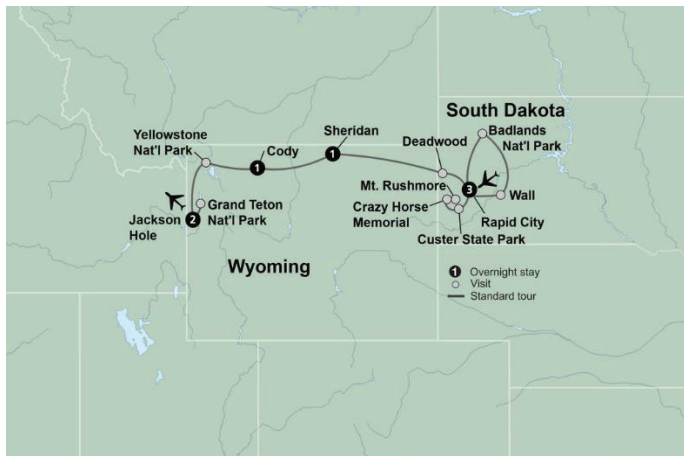 South Dakota
Badlands
Nat'l Park
Sheridan
Yellowstone
Nat'l Park
Cody
Deadwood
1
1
Mt. Rushmore
3
Wall
Crazy Horse
Memorial
Rapid City
Grand Teton
Nat'l Park
Jackson
Hole
2
Custer State Park
Wyoming
1 Overnight stay
Visit
Standard tour